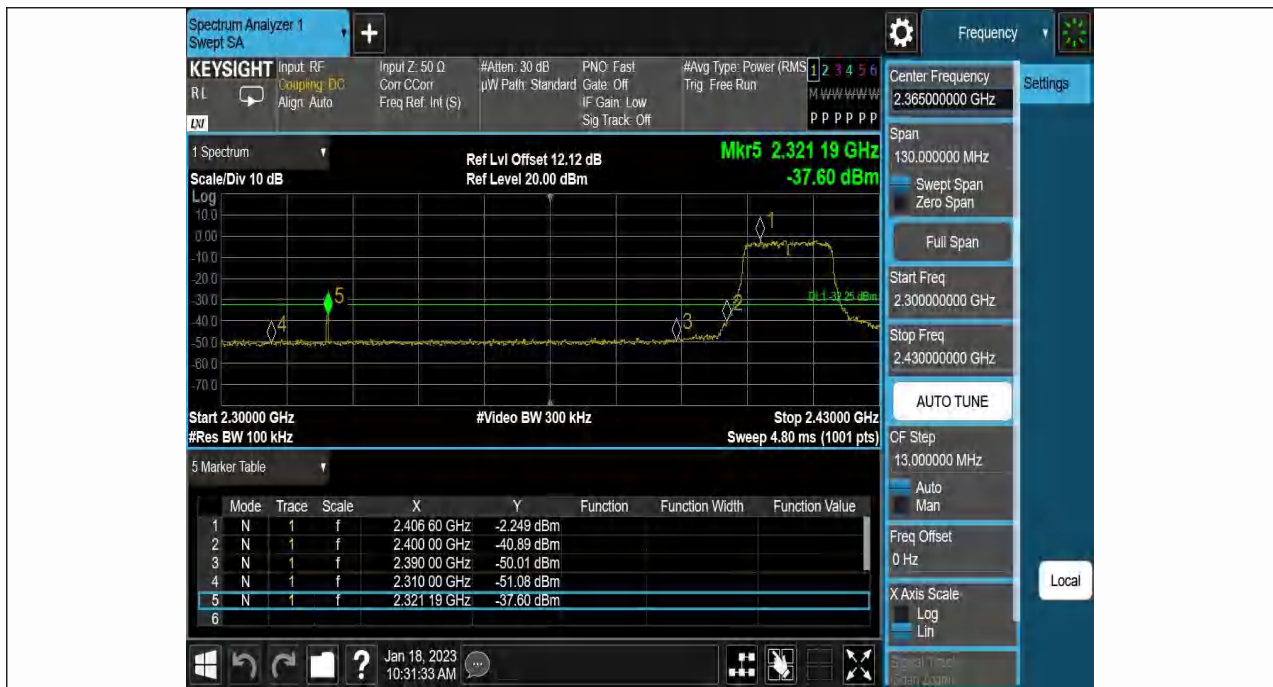 Spectrum Analyzer 1
Swept SA
+
Frequency
KEYSIGHT
RL
LXI
Input: RF
Coupling: DC
Align: Auto
Input Z: 50 Ω
Corr CCorr
Freq Ref: Int (S)
#Atten: 30 dB
µW Path: Standard
PNO: Fast
Gate: Off
IF Gain: Low
Sig Track: Off
#Avg Type: Power (RMS
Trig: Free Run
1 2 3 4 5 6
M W W W W W
P P P P P P
1 Spectrum
Scale/Div 10 dB
Ref Lvl Offset 12.12 dB
Ref Level 20.00 dBm
Mkr5 2.321 19 GHz
-37.60 dBm
Log
10.0
0.00
-10.0
-20.0
-30.0
-40.0
-50.0
-60.0
-70.0
1
2
3
4
5
DL1 -32.25 dBm
Start 2.30000 GHz
#Video BW 300 kHz
Stop 2.43000 GHz
#Res BW 100 kHz
Sweep 4.80 ms (1001 pts)
5 Marker Table
Mode Trace Scale X Y Function Function Width Function Value
1 N 1 f 2.406 60 GHz -2.249 dBm
2 N 1 f 2.400 00 GHz -40.89 dBm
3 N 1 f 2.390 00 GHz -50.01 dBm
4 N 1 f 2.310 00 GHz -51.08 dBm
5 N 1 f 2.321 19 GHz -37.60 dBm
6
?
Jan 18, 2023
10:31:33 AM
Settings
Center Frequency
2.365000000 GHz
Span
130.000000 MHz
Swept Span
Zero Span
Full Span
Start Freq
2.300000000 GHz
Stop Freq
2.430000000 GHz
AUTO TUNE
CF Step
13.000000 MHz
Auto
Man
Freq Offset
0 Hz
X Axis Scale
Log
Lin
Signal Track
(Span Zoom)
Local